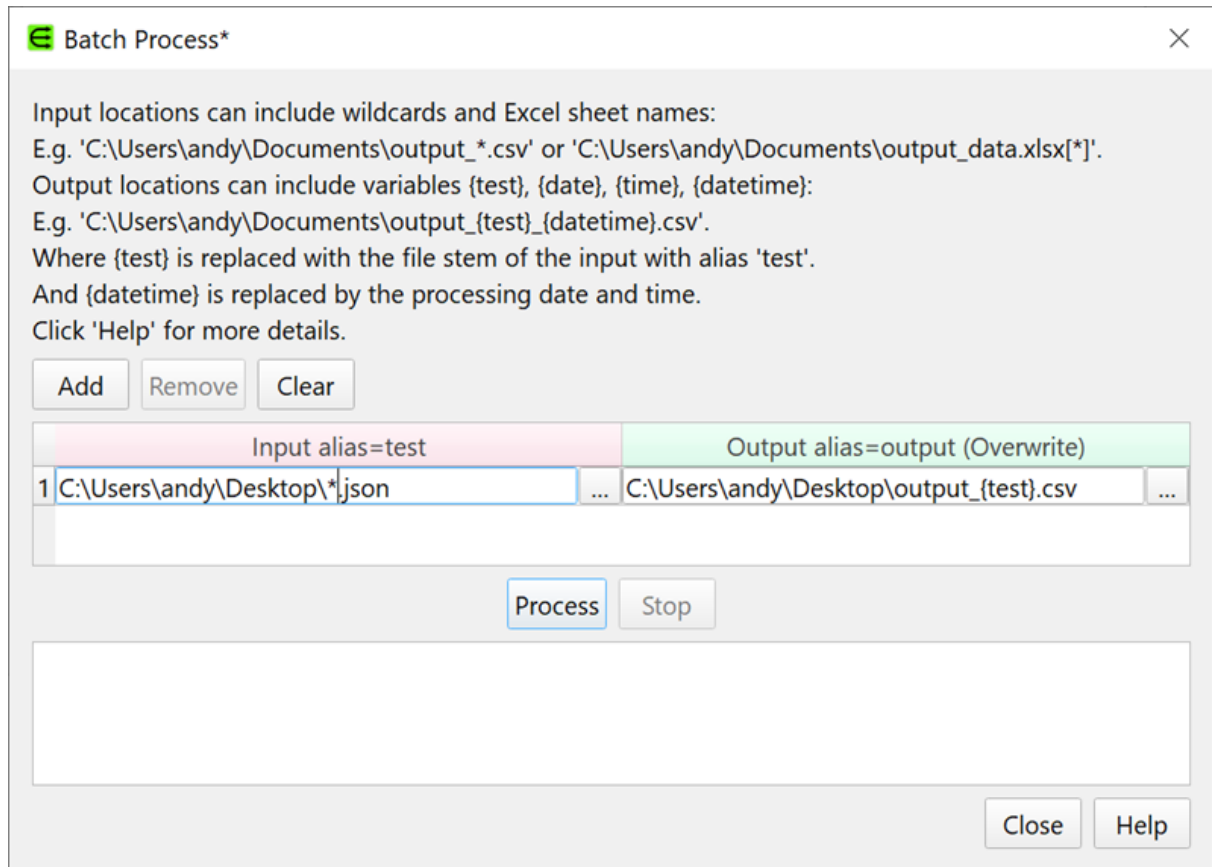 Batch Process*
Input locations can include wildcards and Excel sheet names:
E.g. 'C:\Users\andy\Documents\output_*.csv' or 'C:\Users\andy\Documents\output_data.xlsx[*]'.
Output locations can include variables {test}, {date}, {time}, {datetime}:
E.g. 'C:\Users\andy\Documents\output_{test}_{datetime}.csv'.
Where {test} is replaced with the file stem of the input with alias 'test'.
And {datetime} is replaced by the processing date and time.
Click 'Help' for more details.
Add Remove Clear
Input alias=test Output alias=output (Overwrite)
1 C:\Users\andy\Desktop\*.json ... C:\Users\andy\Desktop\output_{test}.csv ...
Process Stop
Close Help